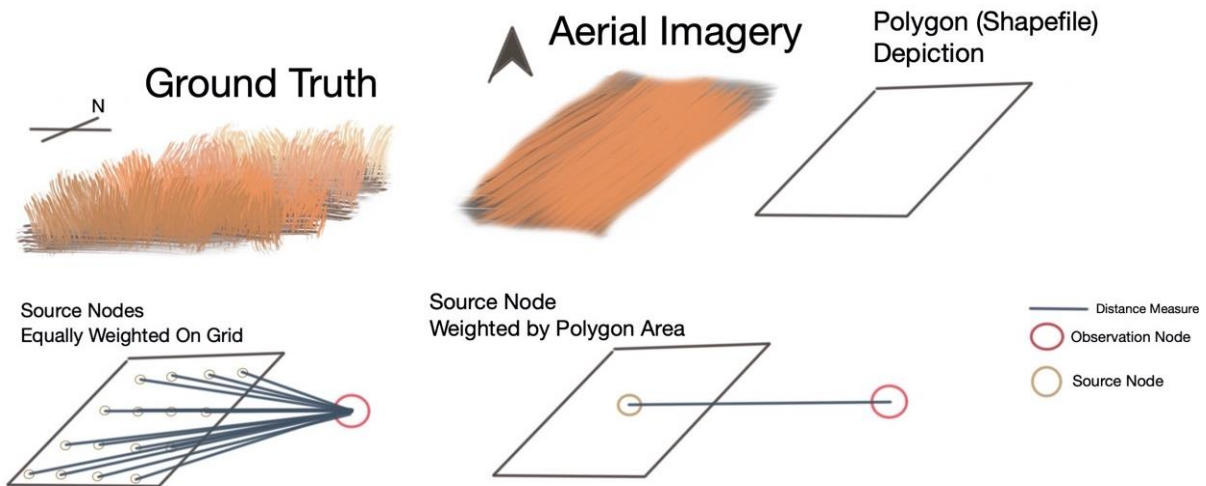 Ground Truth
N
Aerial Imagery
Polygon (Shapefile)
Depiction
Source Nodes
Equally Weighted On Grid
Source Node
Weighted by Polygon Area
Distance Measure
Observation Node
Source Node